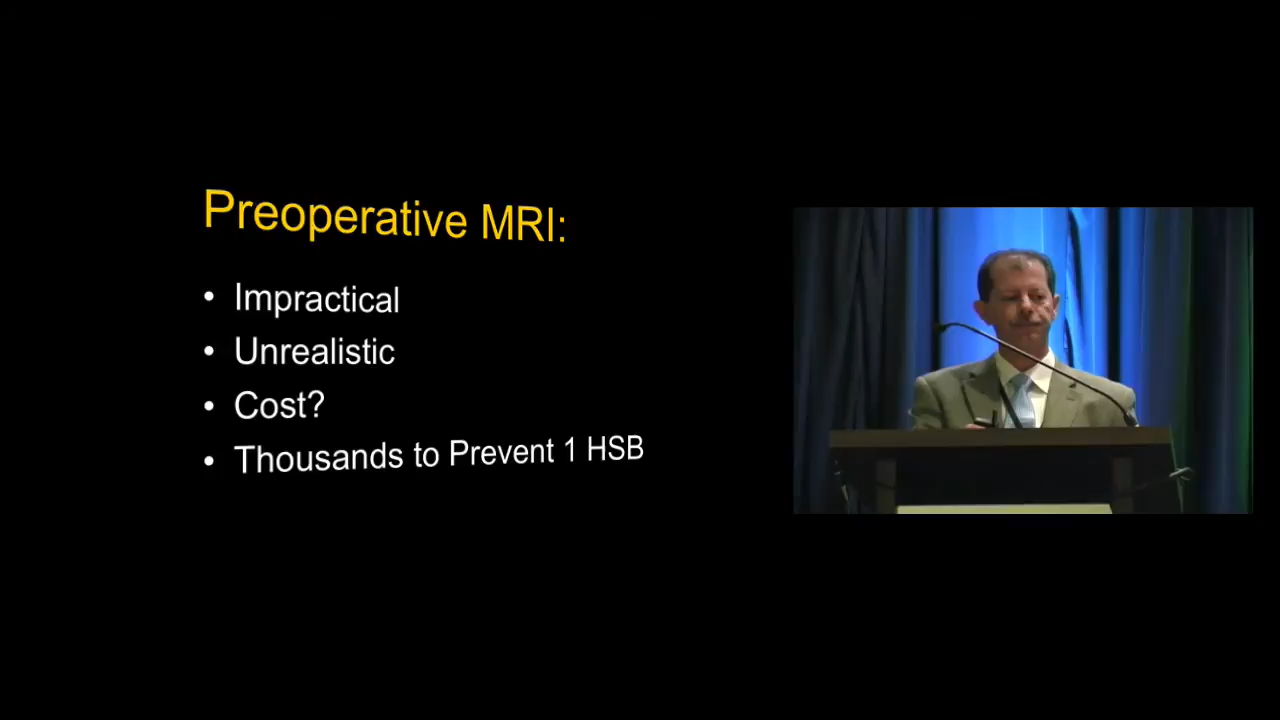 Preoperative MRI:
• Impractical
• Unrealistic
• Cost?
• Thousands to Prevent 1 HSB